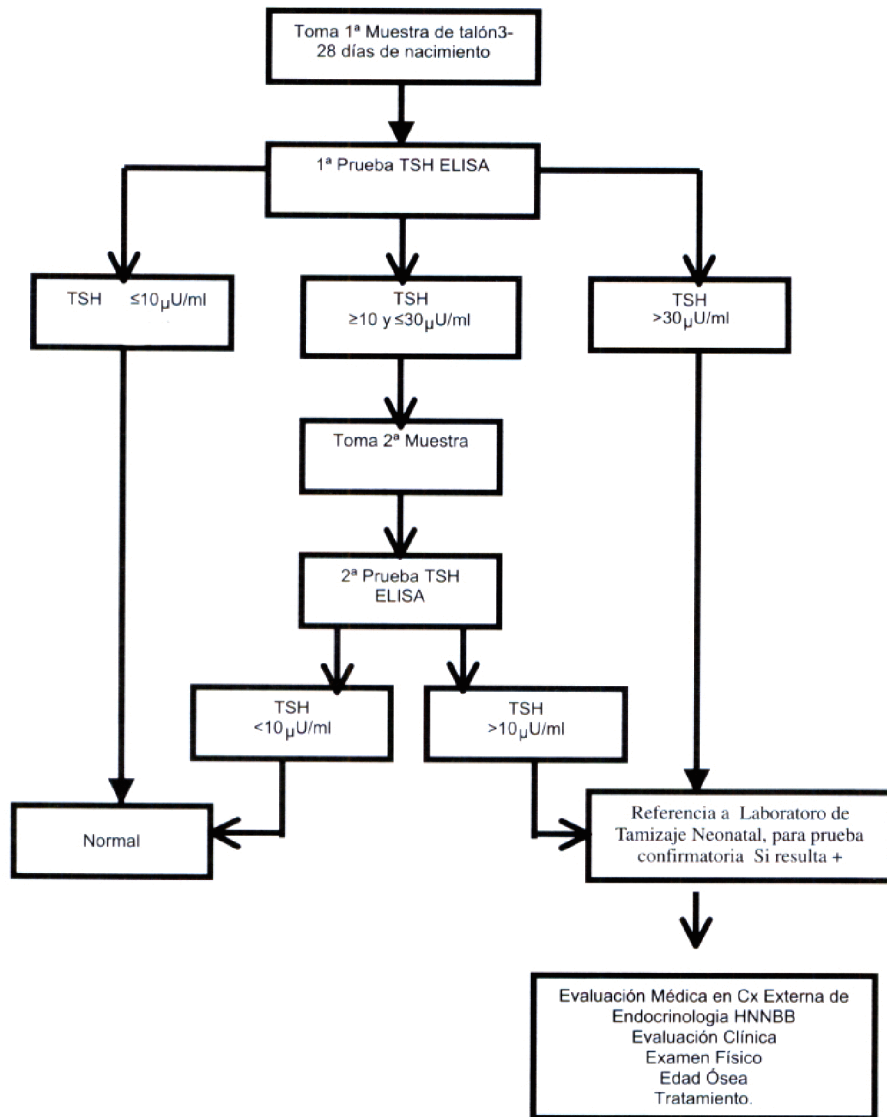 Toma 1ª Muestra de talón3-
28 días de nacimiento
1ª Prueba TSH ELISA
TSH ≤10µU/ml
TSH
≥10 y ≤30µU/ml
TSH
>30µU/ml
Toma 2ª Muestra
2ª Prueba TSH
ELISA
TSH
<10µU/ml
TSH
>10µU/ml
Normal
Referencia a Laboratoro de
Tamizaje Neonatal, para prueba
confirmatoria Si resulta +
Evaluación Médica en Cx Externa de
Endocrinologia HNNBB
Evaluación Clínica
Examen Físico
Edad Ósea
Tratamiento.